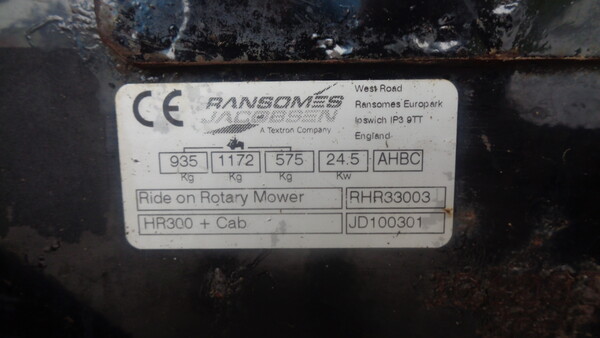 CE
RANSOMES
JACOBSEN
A Textron Company
West Road
Ransomes Europark
Ipswich IP3 9TT
England
935 1172 575 24.5 AHBC
Kg Kg Kg Kw
Ride on Rotary Mower RHR33003
HR300 + Cab JD100301